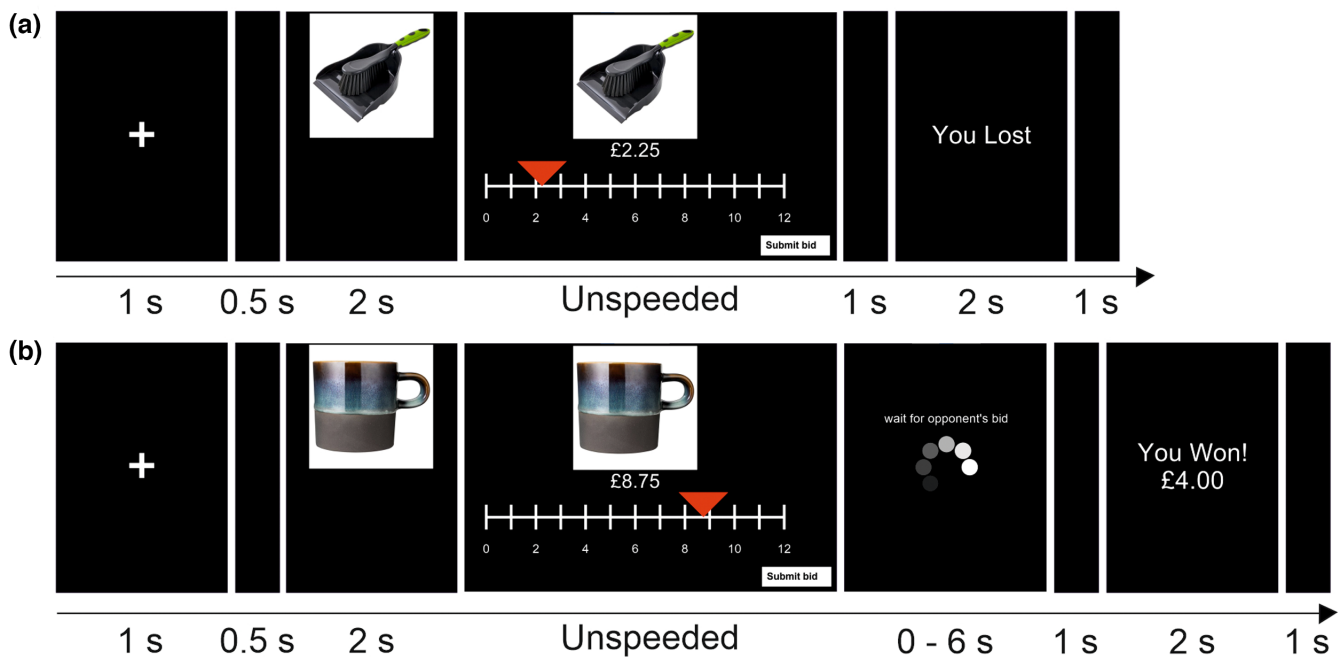 (a)
+
£2.25
0 2 4 6 8 10 12
Submit bid
You Lost
1 s 0.5 s 2 s Unspeeded 1 s 2 s 1 s
(b)
+
£8.75
0 2 4 6 8 10 12
Submit bid
wait for opponent's bid
You Won!
£4.00
1 s 0.5 s 2 s Unspeeded 0 - 6 s 1 s 2 s 1 s